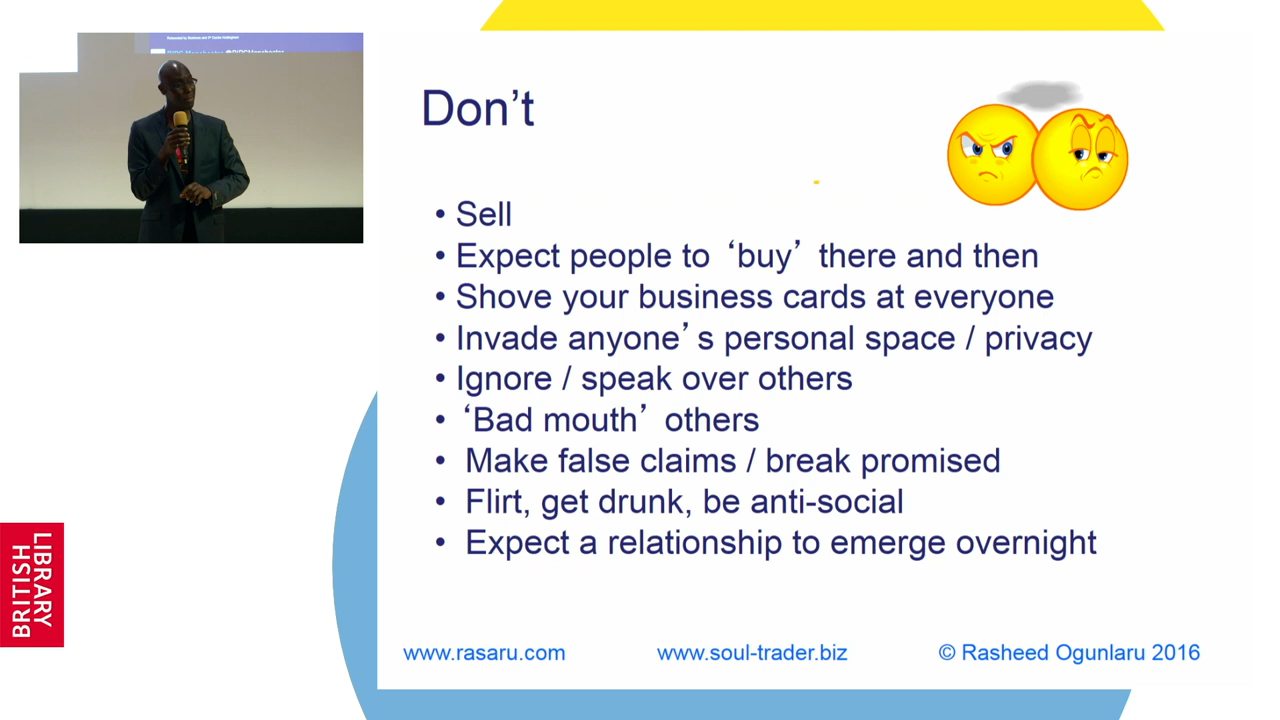 Don't
• Sell
• Expect people to ‘buy’ there and then
• Shove your business cards at everyone
• Invade anyone’s personal space / privacy
• Ignore / speak over others
• ‘Bad mouth’ others
• Make false claims / break promised
• Flirt, get drunk, be anti-social
• Expect a relationship to emerge overnight
www.rasaru.com www.soul-trader.biz © Rasheed Ogunlaru 2016
BRITISH
LIBRARY